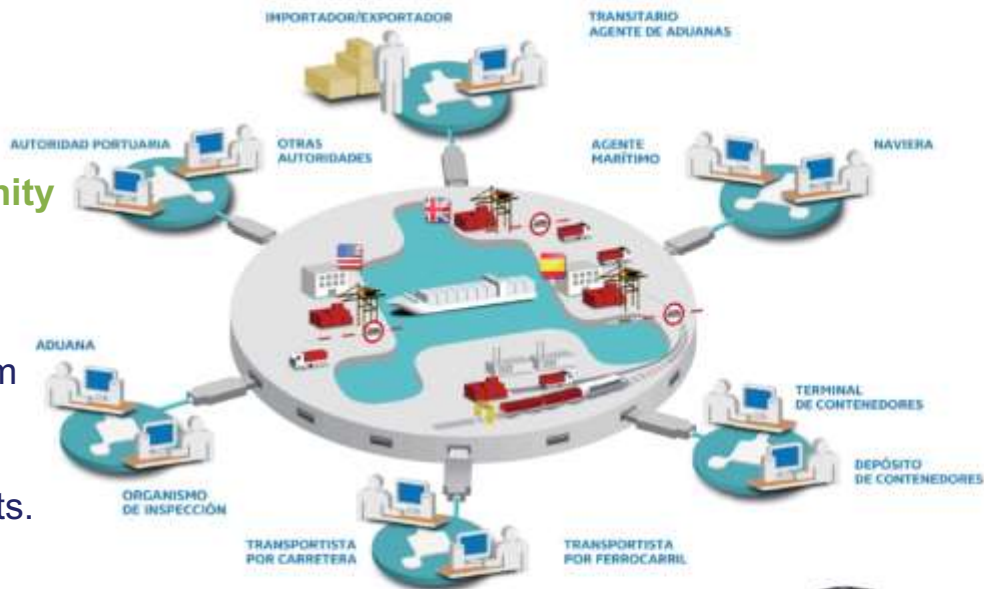 IMPORTADOR/EXPORTADOR
TRANSITARIO
AGENTE DE ADUANAS
AUTORIDAD PORTUARIA
OTRAS
AUTORIDADES
AGENTE
MARÍTIMO
NAVIERA
nity
ADUANA
m
TERMINAL
DE CONTENEDORES
DEPÓSITO
DE CONTENEDORES
ORGANISMO
DE INSPECCIÓN
ts.
TRANSPORTISTA
POR CARRETERA
TRANSPORTISTA
POR FERROCARRIL